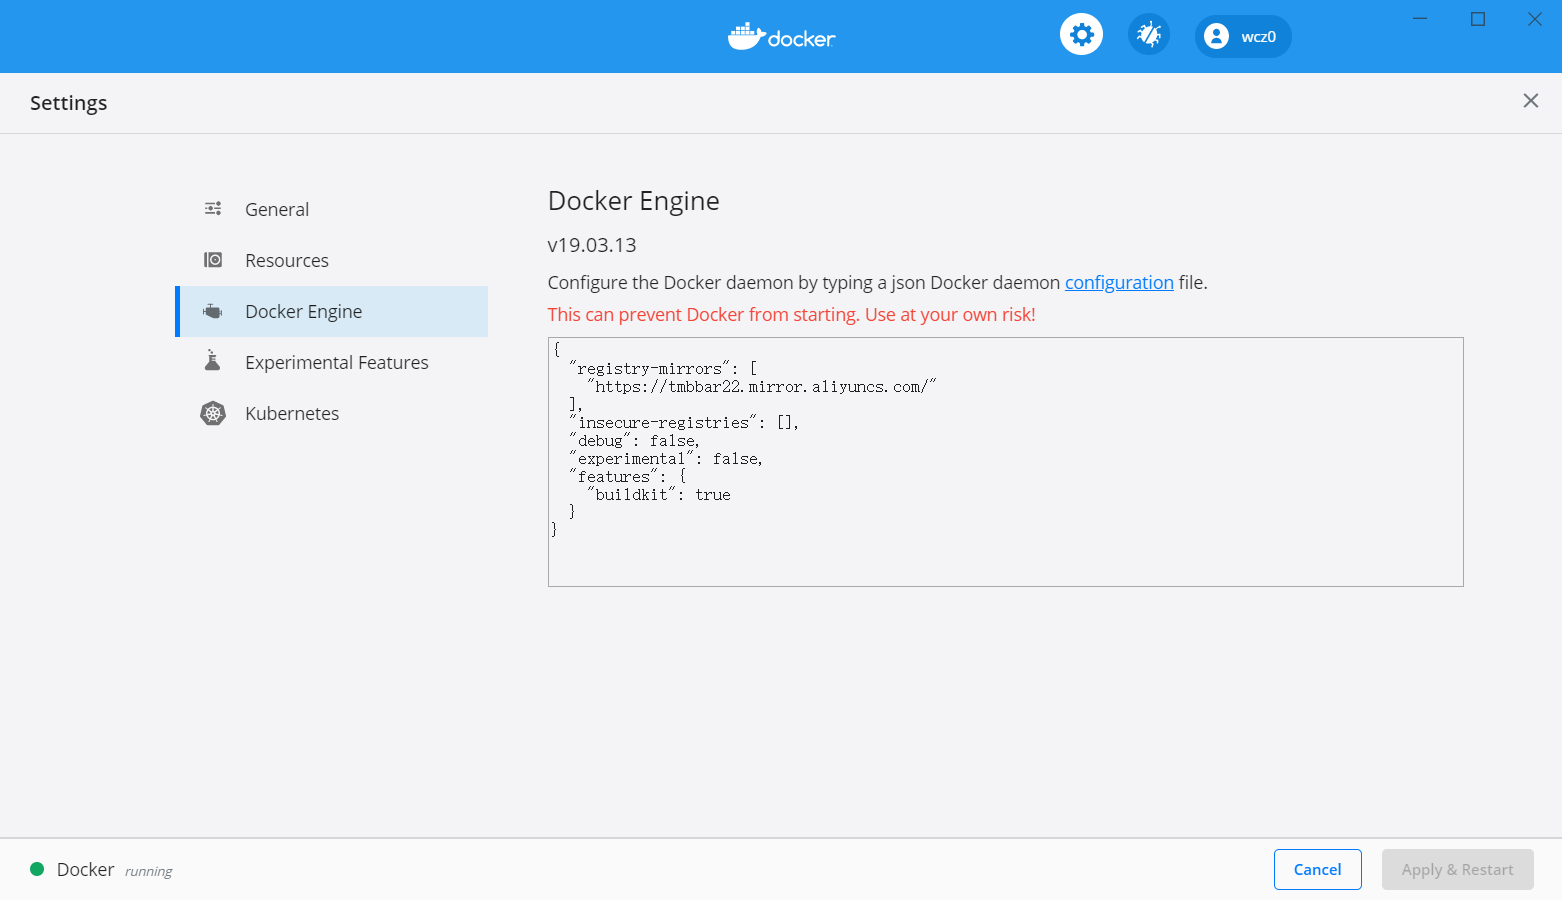 docker
wcz0
Settings
General
Resources
Docker Engine
Experimental Features
Kubernetes
Docker Engine
v19.03.13
Configure the Docker daemon by typing a json Docker daemon configuration file.
This can prevent Docker from starting. Use at your own risk!
{
  "registry-mirrors": [
    "https://tmbbar22.mirror.aliyuncs.com/"
  ],
  "insecure-registries": [],
  "debug": false,
  "experimental": false,
  "features": {
    "buildkit": true
  }
}
Docker running
Cancel
Apply & Restart